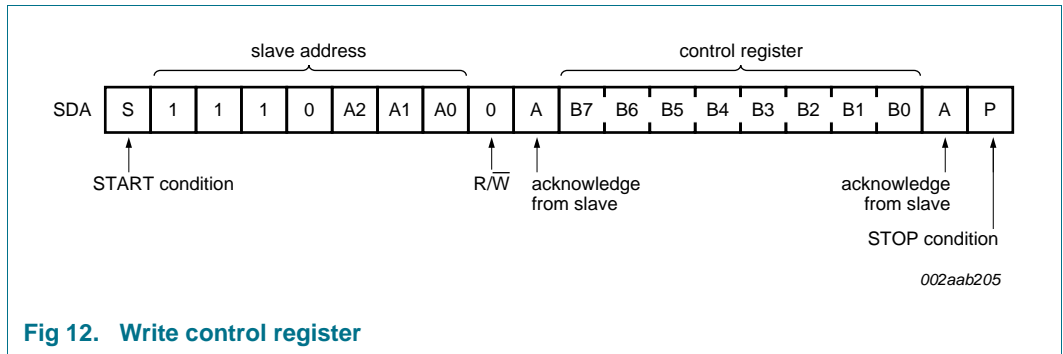 slave address control register
SDA S 1 1 1 0 A2 A1 A0 0 A B7 B6 B5 B4 B3 B2 B1 B0 A P
START condition R/W̅ acknowledge from slave acknowledge from slave
STOP condition
002aab205
Fig 12. Write control register